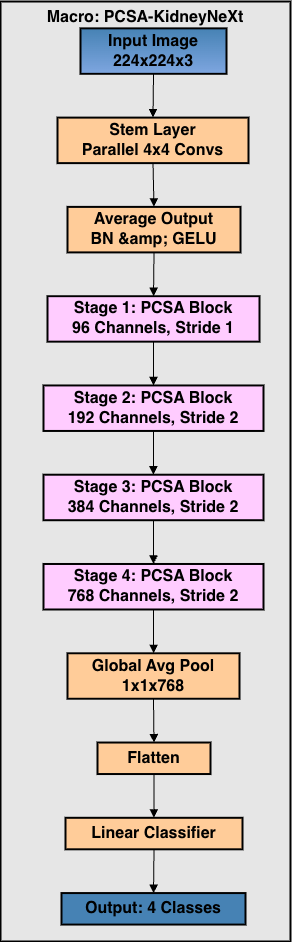 Macro: PCSA-KidneyNeXt
Input Image
224x224x3
Stem Layer
Parallel 4x4 Convs
Average Output
BN &amp; GELU
Stage 1: PCSA Block
96 Channels, Stride 1
Stage 2: PCSA Block
192 Channels, Stride 2
Stage 3: PCSA Block
384 Channels, Stride 2
Stage 4: PCSA Block
768 Channels, Stride 2
Global Avg Pool
1x1x768
Flatten
Linear Classifier
Output: 4 Classes